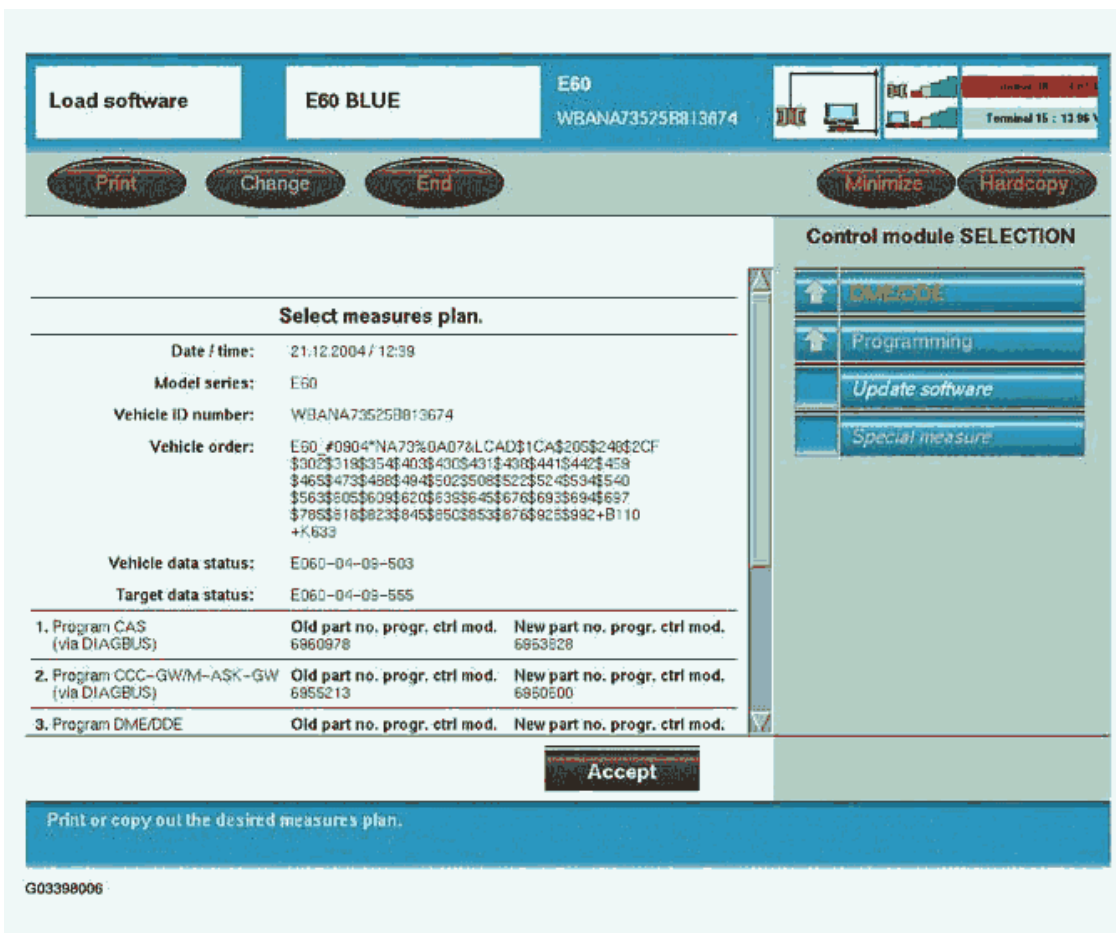 Load software
E60 BLUE
E60
WBANA73525B813674
Terminal 15 : 13.96 V
Print
Change
End
Minimize
Hardcopy
Control module SELECTION
DME/DDE
Programming
Update software
Special measure
Select measures plan.
Date / time: 21.12.2004 / 12:39
Model series: E60
Vehicle ID number: WBANA73525B813674
Vehicle order: E60_#0904*NA73%0A07&LCAD$1CA$205$248$2CF
$302$319$354$403$430$431$438$441$442$459
$465$473$488$494$502$508$522$524$534$540
$563$605$609$620$639$645$676$693$694$697
$785$818$823$845$850$853$876$925$992+B110
+K633
Vehicle data status: E060-04-09-503
Target data status: E060-04-09-555
1. Program CAS Old part no. progr. ctrl mod. New part no. progr. ctrl mod.
(via DIAGBUS) 6960978 6963828
2. Program CCC-GW/M-ASK-GW Old part no. progr. ctrl mod. New part no. progr. ctrl mod.
(via DIAGBUS) 6955213 6960600
3. Program DME/DDE Old part no. progr. ctrl mod. New part no. progr. ctrl mod.
Accept
Print or copy out the desired measures plan.
G03398006